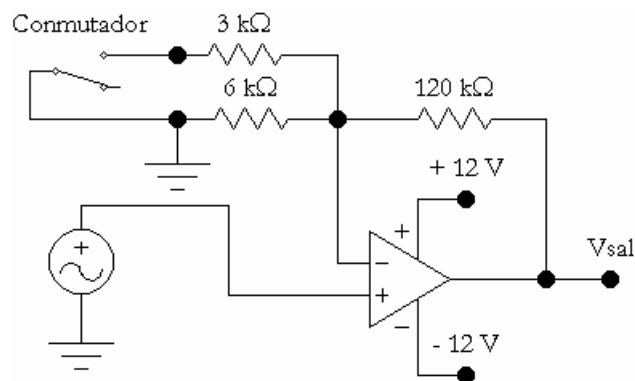 Conmutador
3 kΩ
6 kΩ
120 kΩ
+ 12 V
+
Vsal
+
−
+
−
- 12 V